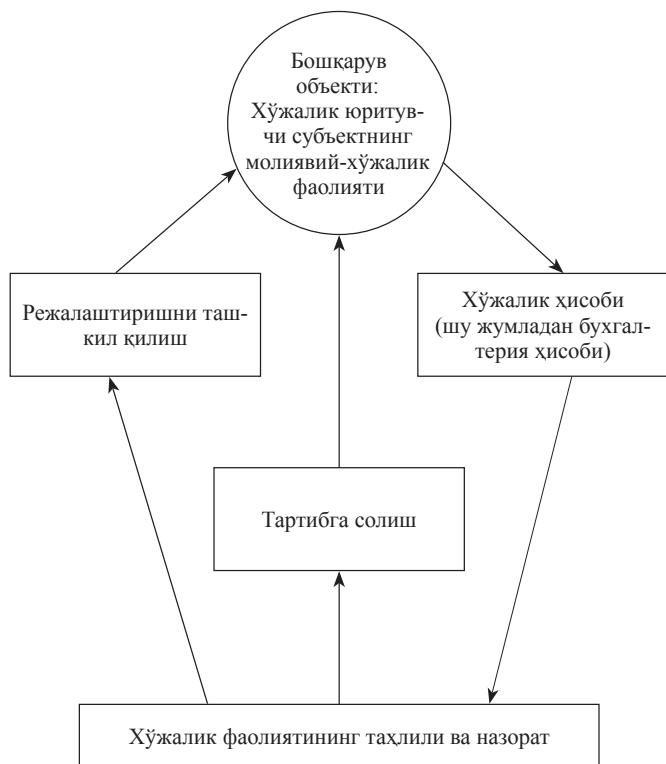 Бошқарув
объекти:
Хўжалик юритув-
чи субъектнинг
молиявий-хўжалик
фаолияти
Режалаштиришни таш-
кил қилиш
Хўжалик ҳисоби
(шу жумладан бухгал-
терия ҳисоби)
Тартибга солиш
Хўжалик фаолиятининг таҳлили ва назорат